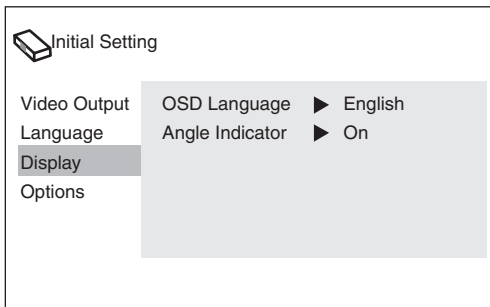 Initial Setting
Video Output
Language
Display
Options
OSD Language ▶ English
Angle Indicator ▶ On